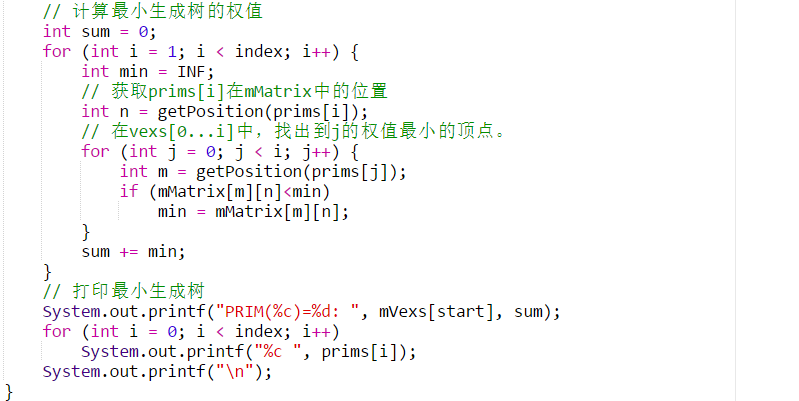 // 计算最小生成树的权值
int sum = 0;
for (int i = 1; i < index; i++) {
int min = INF;
// 获取prims[i]在mMatrix中的位置
int n = getPosition(prims[i]);
// 在vexs[0...i]中，找出到j的权值最小的顶点。
for (int j = 0; j < i; j++) {
int m = getPosition(prims[j]);
if (mMatrix[m][n]<min)
min = mMatrix[m][n];
}
sum += min;
}
// 打印最小生成树
System.out.printf("PRIM(%c)=%d: ", mVexs[start], sum);
for (int i = 0; i < index; i++)
System.out.printf("%c ", prims[i]);
System.out.printf("\n");
}